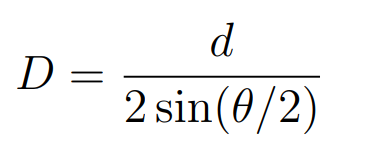 D = d / (2 sin(θ/2))